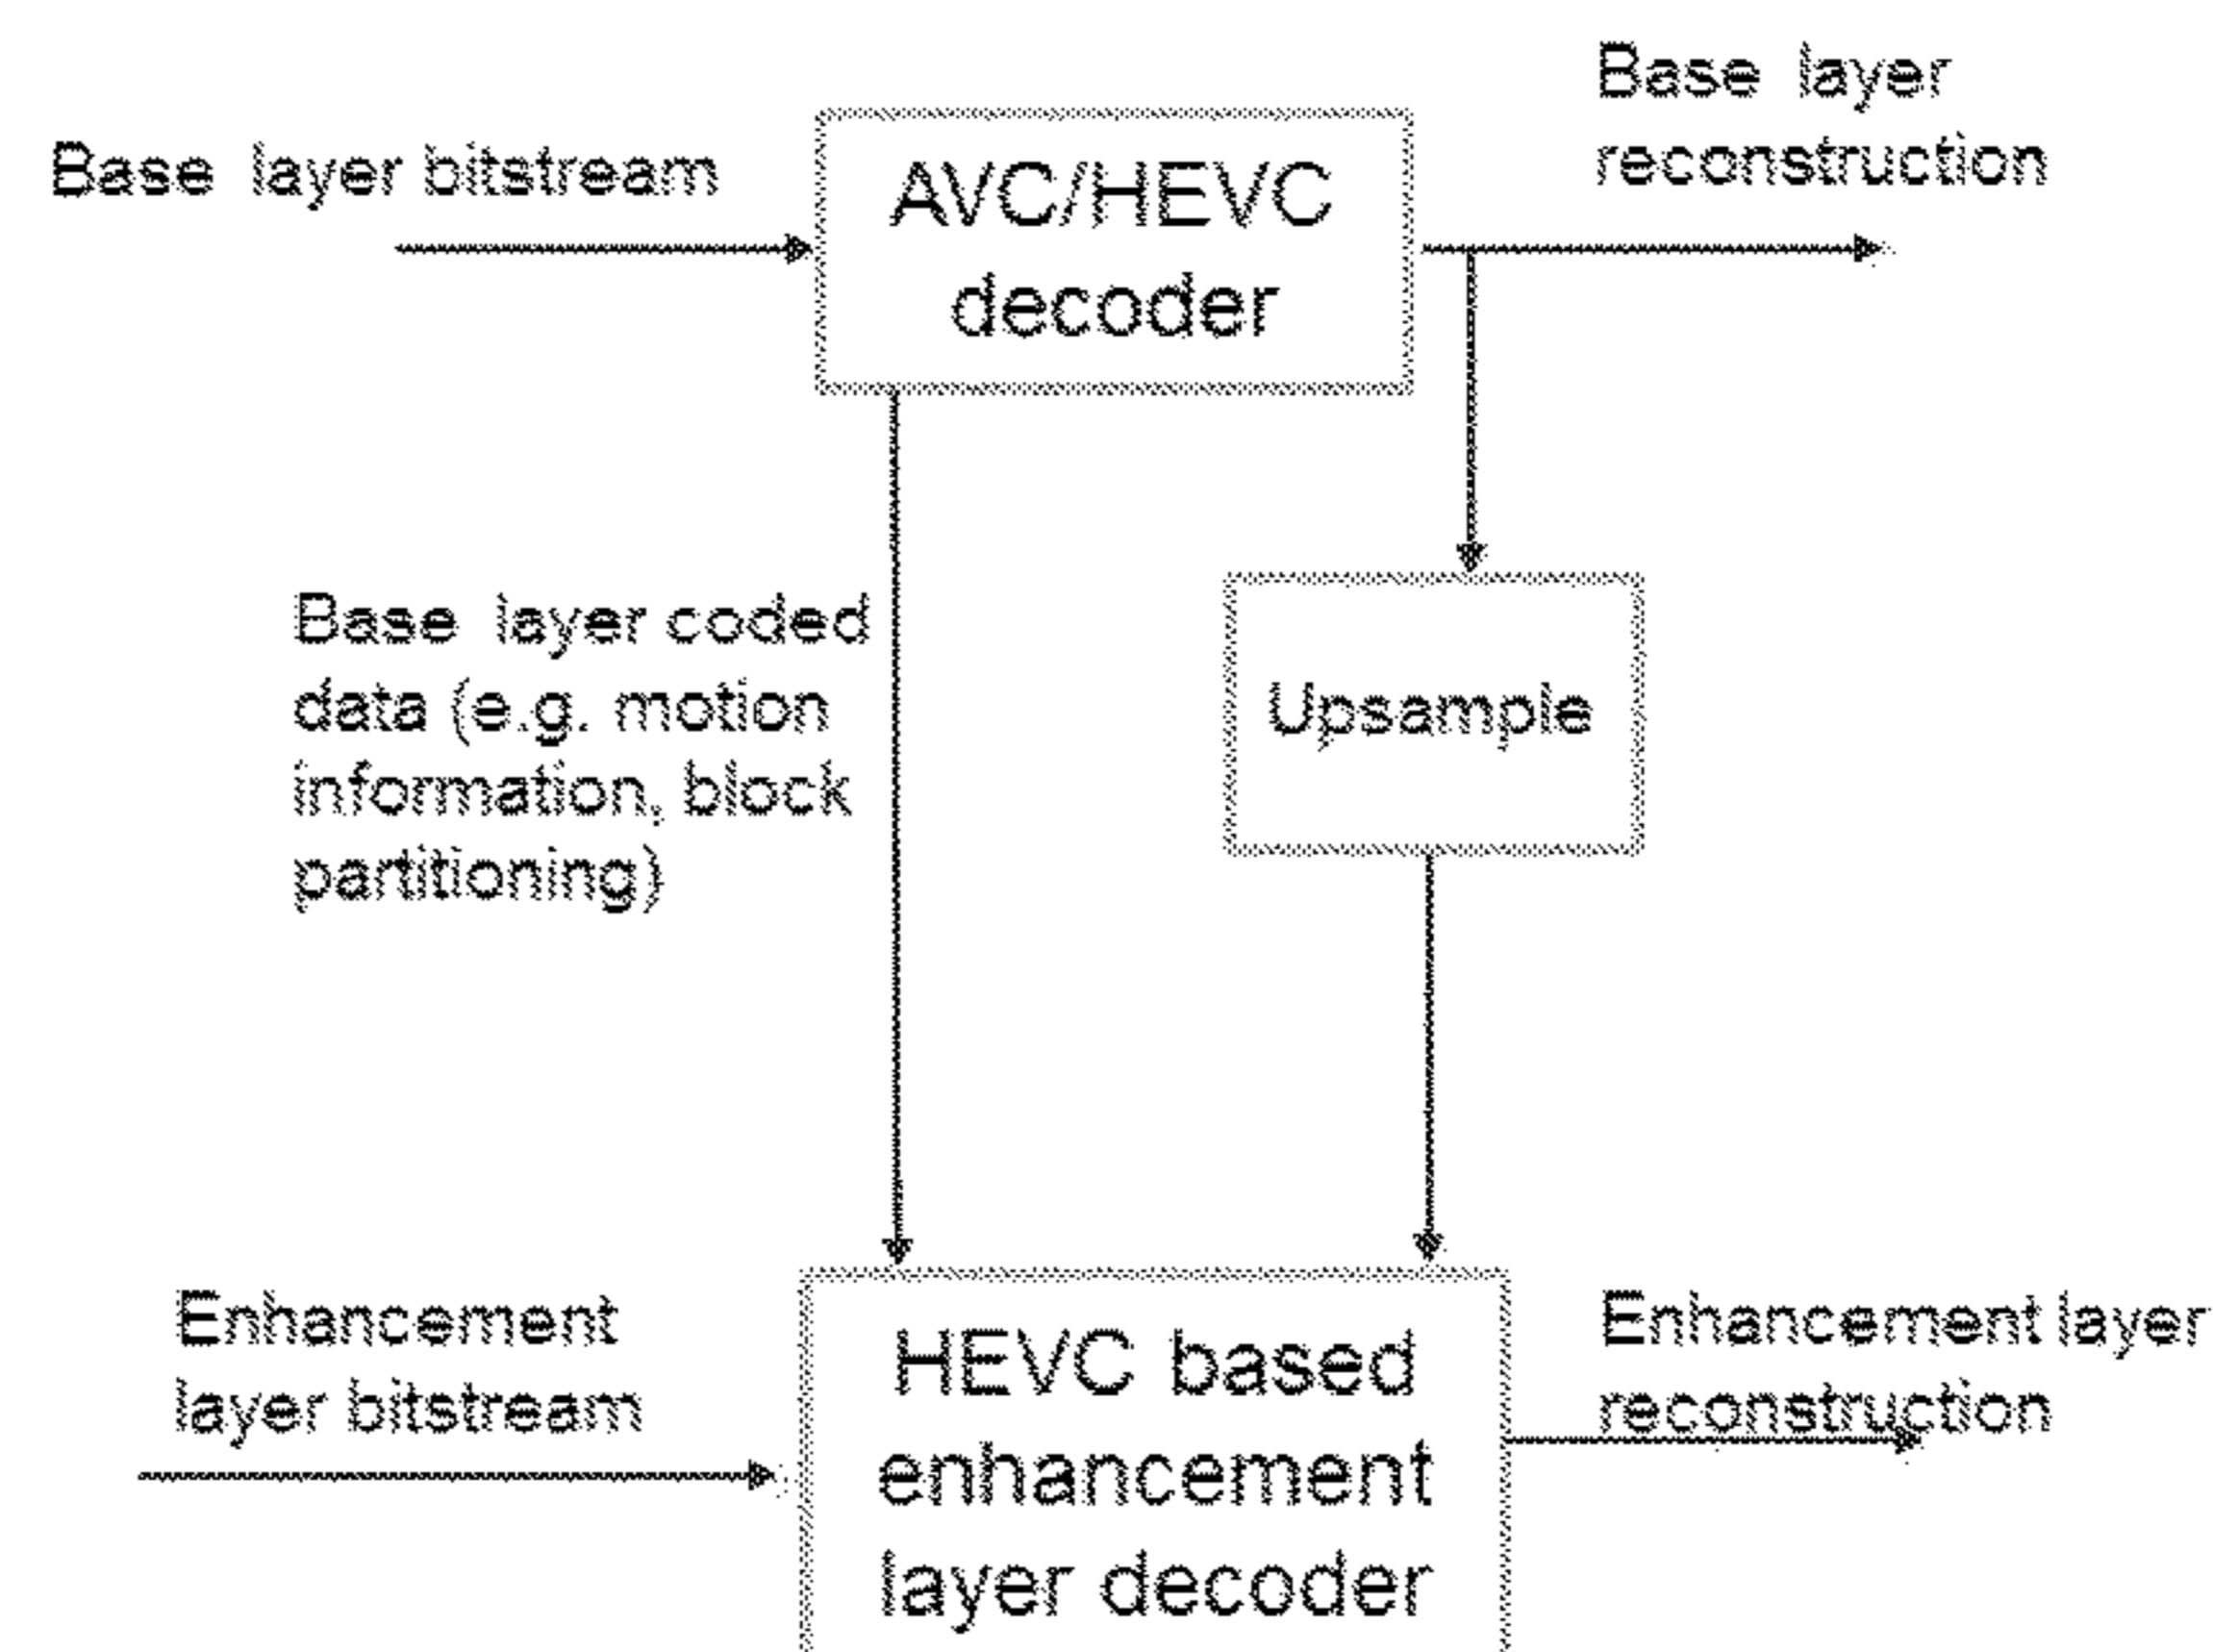 Base layer bitstream
AVC/HEVC
decoder
Base layer
reconstruction
Base layer coded
data (e.g. motion
information, block
partitioning)
Upsample
Enhancement
layer bitstream
HEVC based
enhancement
layer decoder
Enhancement layer
reconstruction